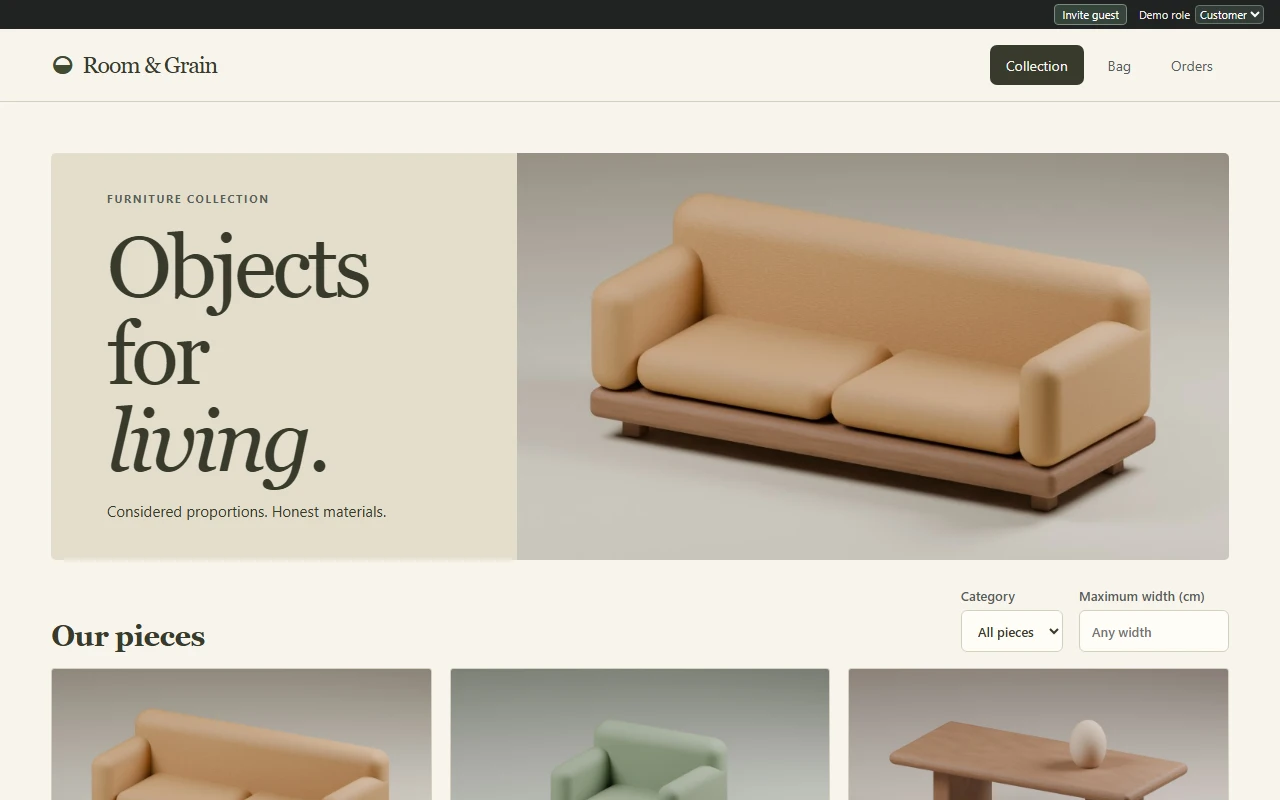 Invite guest
Demo role
Customer
Room & Grain
Collection
Bag
Orders
FURNITURE COLLECTION
Objects
for
living.
Considered proportions. Honest materials.
Our pieces
Category
All pieces
Maximum width (cm)
Any width